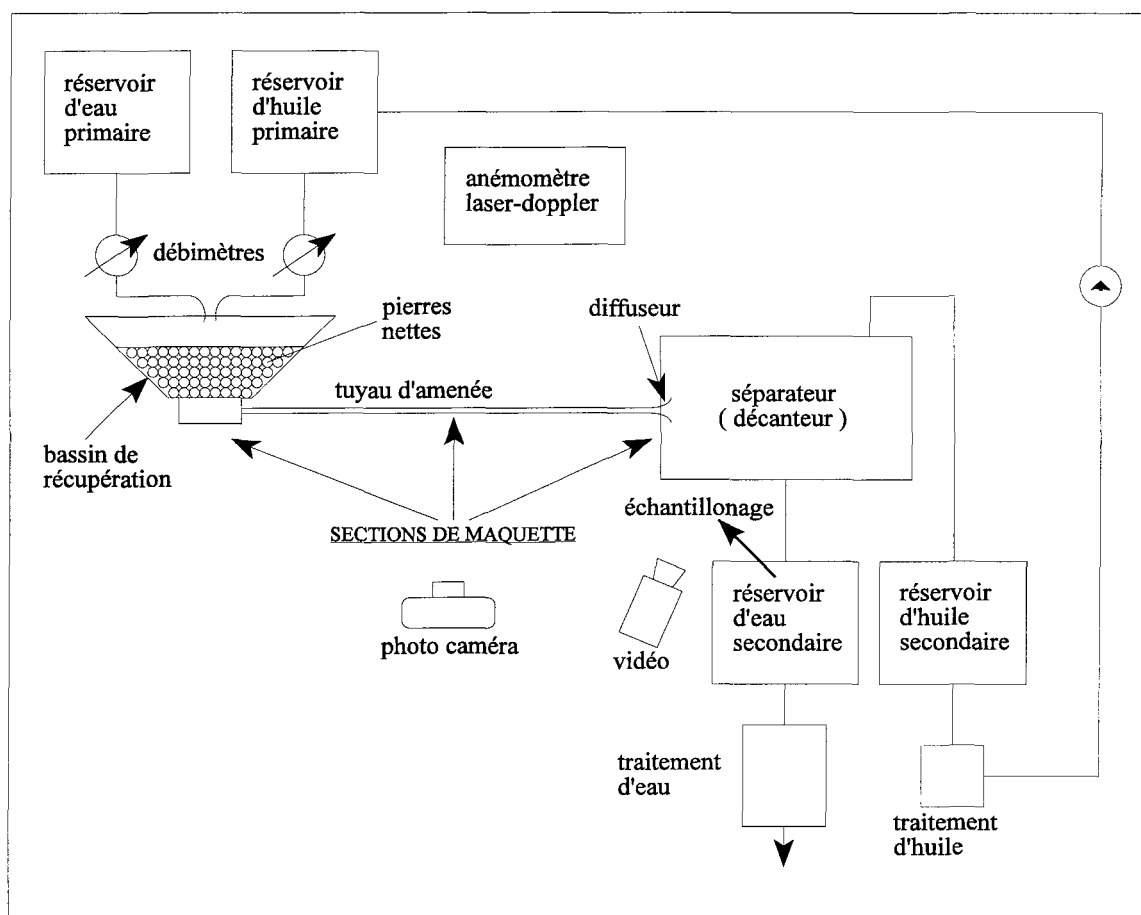 réservoir
d'eau
primaire
réservoir
d'huile
primaire
anémomètre
laser-doppler
débimètres
pierres
nettes
diffuseur
tuyau d'amenée
séparateur
( décanteur )
bassin de
récupération
échantillonage
SECTIONS DE MAQUETTE
réservoir
d'eau
secondaire
réservoir
d'huile
secondaire
photo caméra
vidéo
traitement
d'eau
traitement
d'huile